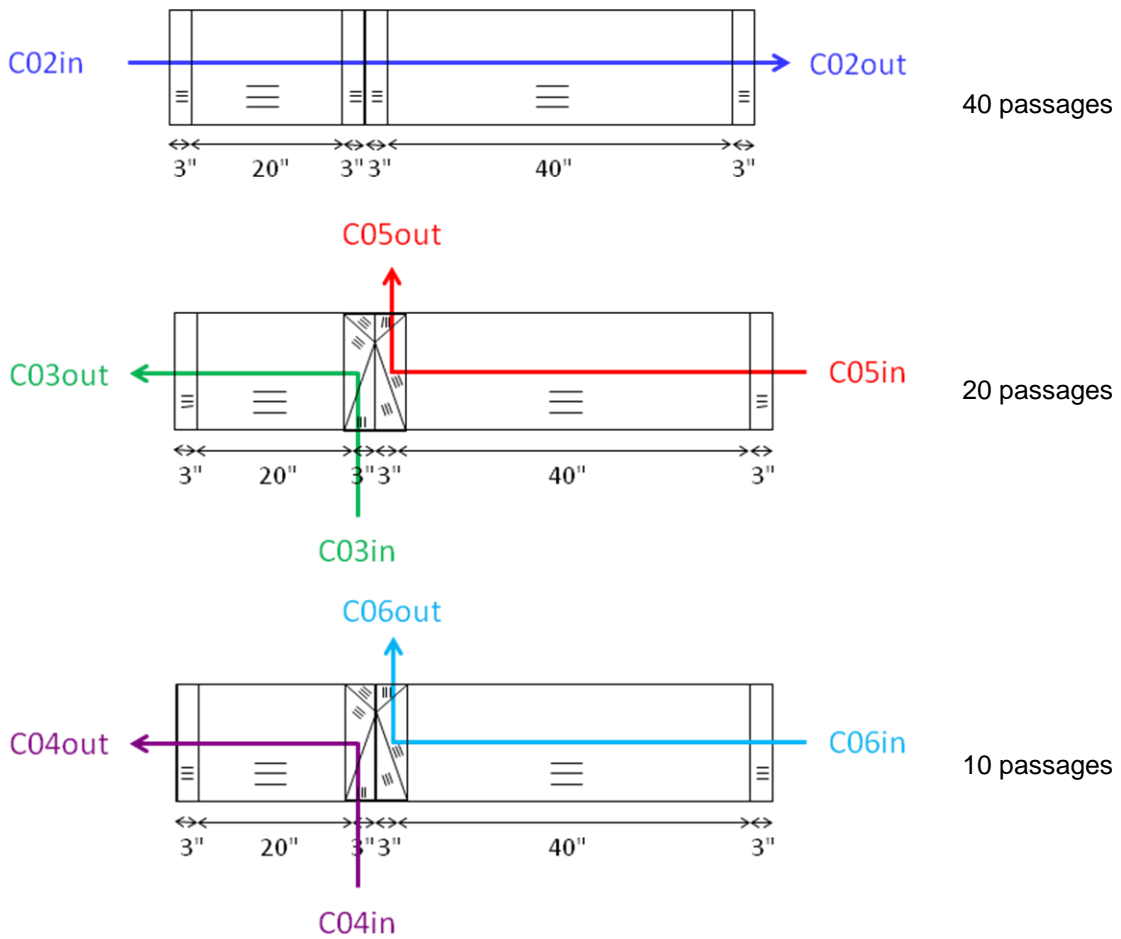 C02in
C02out
40 passages
3" 20" 3" 3" 40" 3"
C05out
C03out
C05in
20 passages
3" 20" 3" 3" 40" 3"
C03in
C06out
C04out
C06in
10 passages
3" 20" 3" 3" 40" 3"
C04in